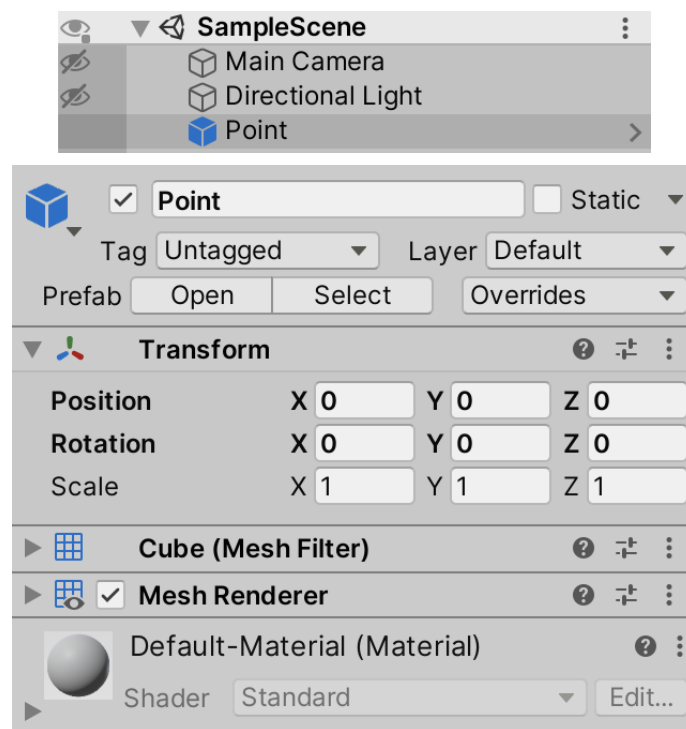 SampleScene
Main Camera
Directional Light
Point
Point Static
Tag Untagged Layer Default
Prefab Open Select Overrides
Transform
Position X 0 Y 0 Z 0
Rotation X 0 Y 0 Z 0
Scale X 1 Y 1 Z 1
Cube (Mesh Filter)
Mesh Renderer
Default-Material (Material)
Shader Standard Edit...